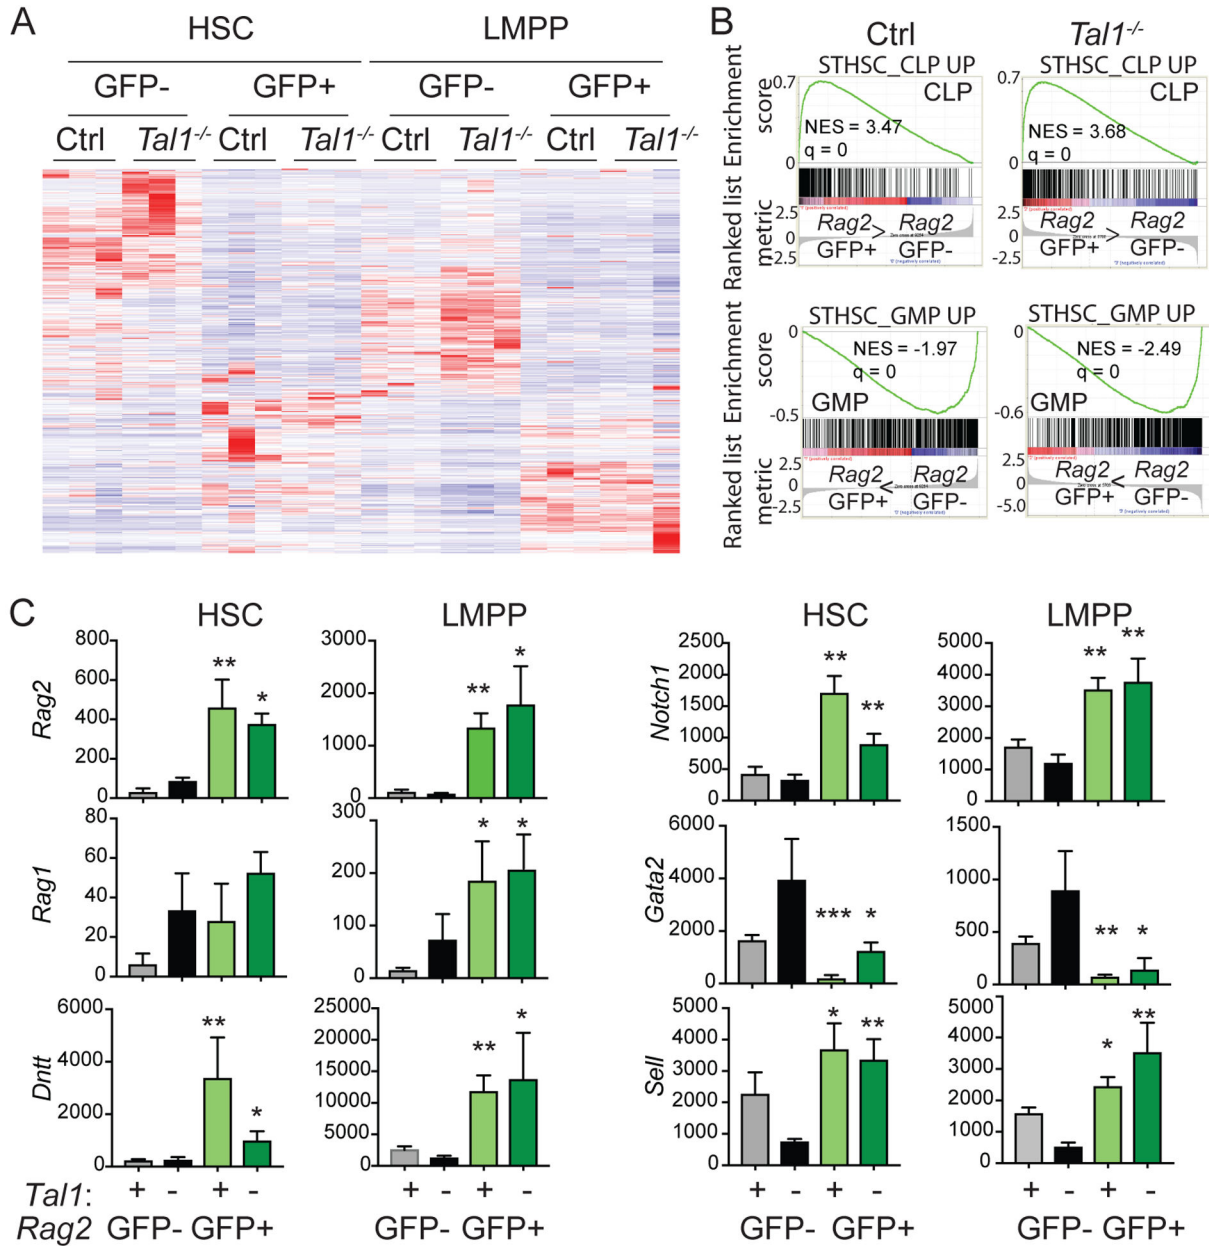 A
HSC LMPP
GFP- GFP+ GFP- GFP+
Ctrl Tal1-/- Ctrl Tal1-/- Ctrl Tal1-/- Ctrl Tal1-/-
B
Ctrl Tal1-/-
Ranked list metric Enrichment score
STHSC_CLP UP
0.7
CLP
NES = 3.47
q = 0
0
'1' (positively correlated)
2.5
0
-2.5
Rag2 > Rag2
GFP+ GFP-
'0' (negatively correlated)
STHSC_CLP UP
0.7
CLP
NES = 3.68
q = 0
0
2.5
0
-2.5
Rag2 > Rag2
GFP+ GFP-
'0' (negatively correlated)
Ranked list metric Enrichment score
STHSC_GMP UP
0
NES = -1.97
q = 0
GMP
-0.5
2.5
0
-2.5
Rag2 < Rag2
GFP+ GFP-
STHSC_GMP UP
0
NES = -2.49
q = 0
GMP
-0.6
2.5
0
-5.0
Rag2 < Rag2
GFP+ GFP-
C
HSC LMPP HSC LMPP
Rag2
800
600
400
200
0
** *
3000
2000
1000
0
** *
Notch1
2500
2000
1500
1000
500
0
** **
5000
4000
3000
2000
1000
0
** **
Rag1
60
40
20
0
300
200
100
0
* *
Gata2
6000
4000
2000
0
*** *
1500
1000
500
0
** *
Dntt
6000
4000
2000
0
** *
25000
20000
15000
10000
5000
0
** *
Sell
5000
4000
3000
2000
1000
0
* **
5000
4000
3000
2000
1000
0
* **
Tal1: + - + - + - + - + - + - + - + -
Rag2 GFP- GFP+ GFP- GFP+ GFP- GFP+ GFP- GFP+